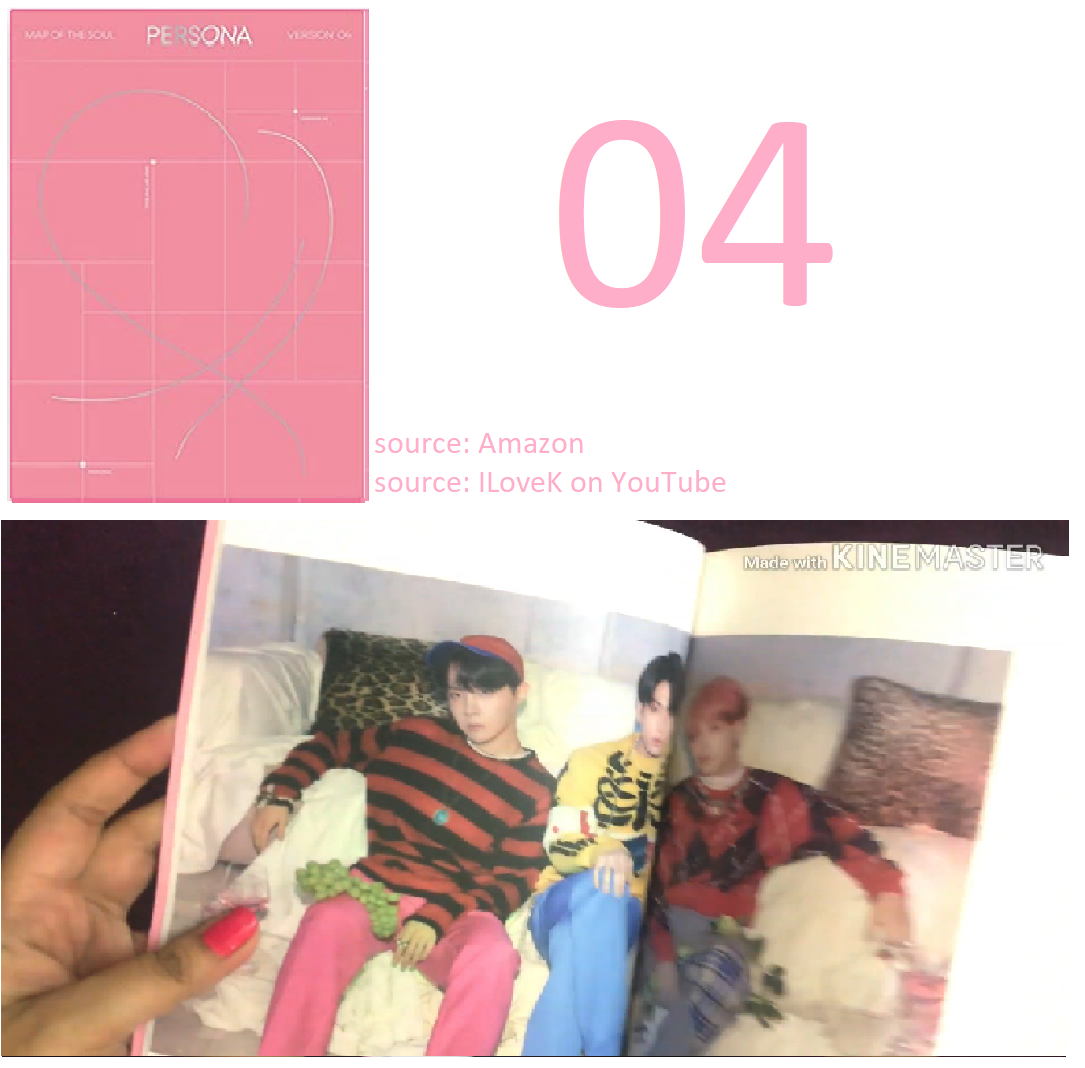 MAP OF THE SOUL PERSONA VERSION 04
04
source: Amazon
source: ILoveK on YouTube
Made with KINEMASTER